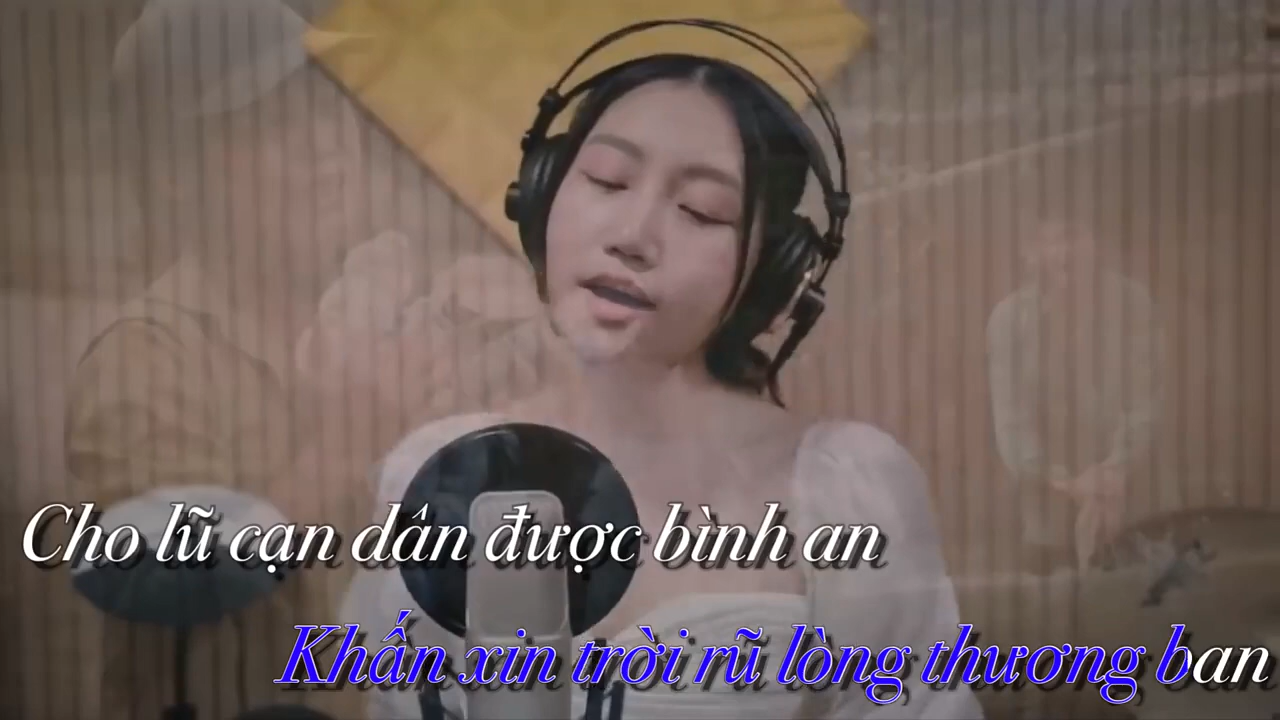 Cho lũ cạn dân được bình an
Khấn xin trời rũ lòng thương ban